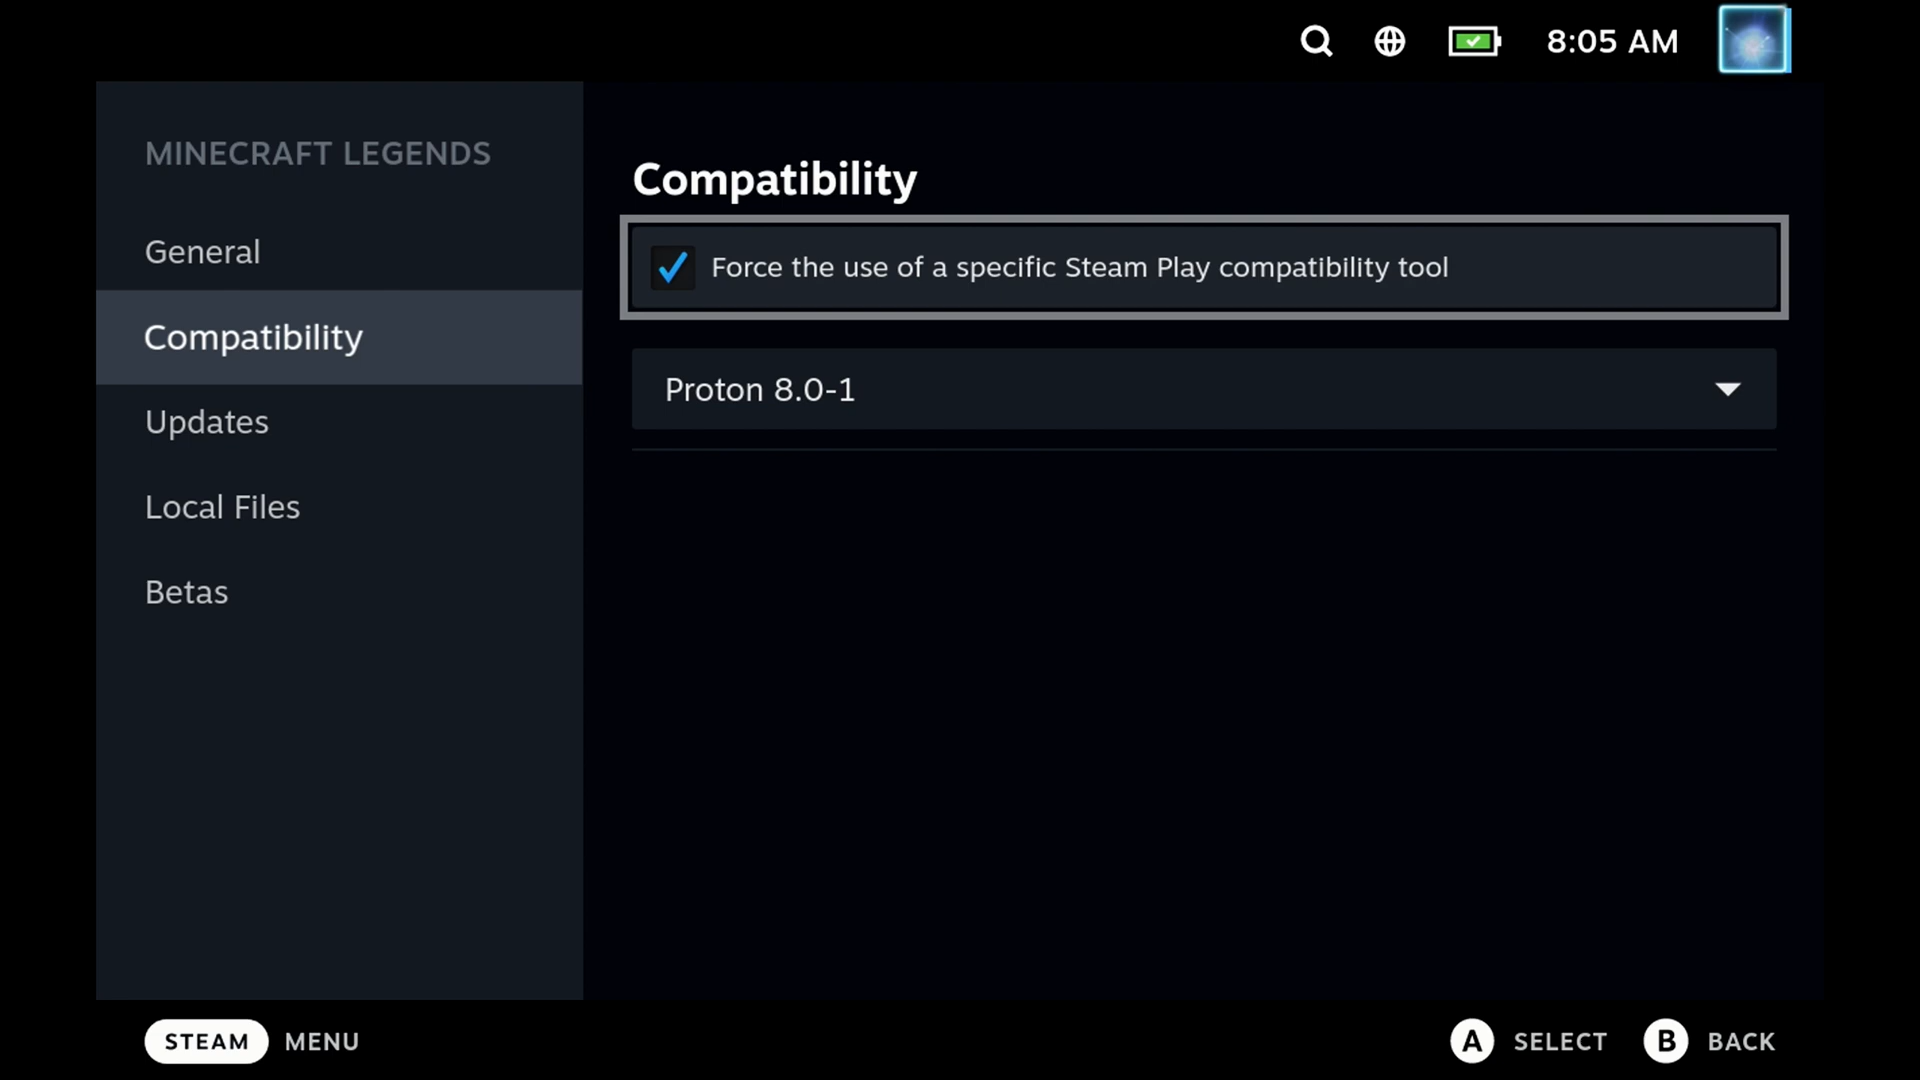 8:05 AM
MINECRAFT LEGENDS
General
Compatibility
Updates
Local Files
Betas
Compatibility
Force the use of a specific Steam Play compatibility tool
Proton 8.0-1
STEAM MENU
A SELECT B BACK